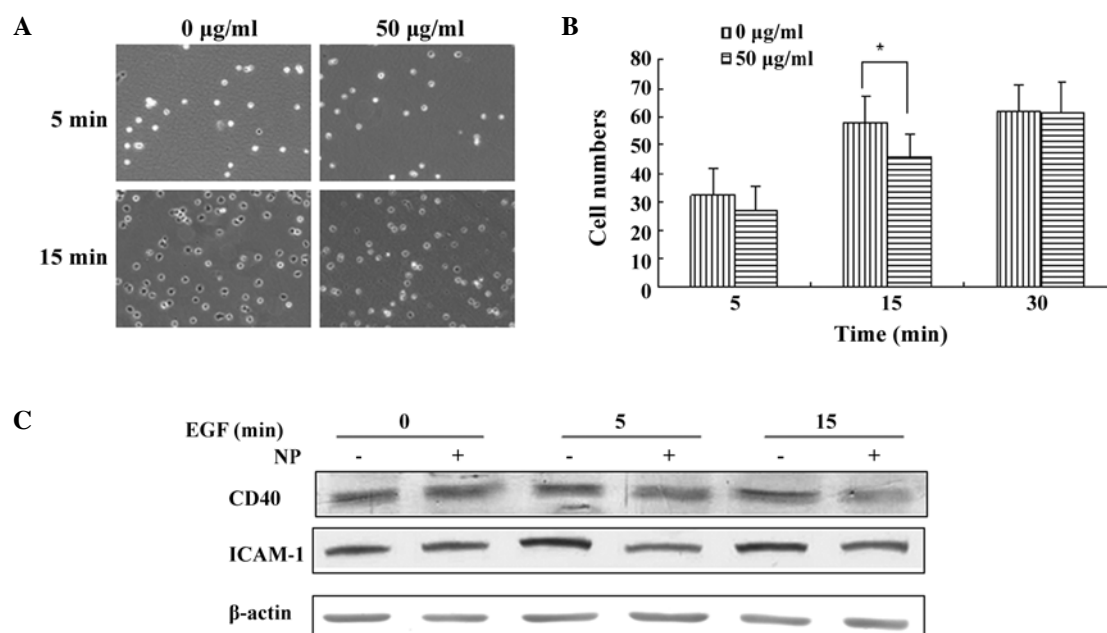 A
0 µg/ml 50 µg/ml
5 min
15 min
B
0 µg/ml
50 µg/ml
*
80
70
60
50
40
30
20
10
0
Cell numbers
5 15 30
Time (min)
C
EGF (min) 0 5 15
NP - + - + - +
CD40
ICAM-1
β-actin